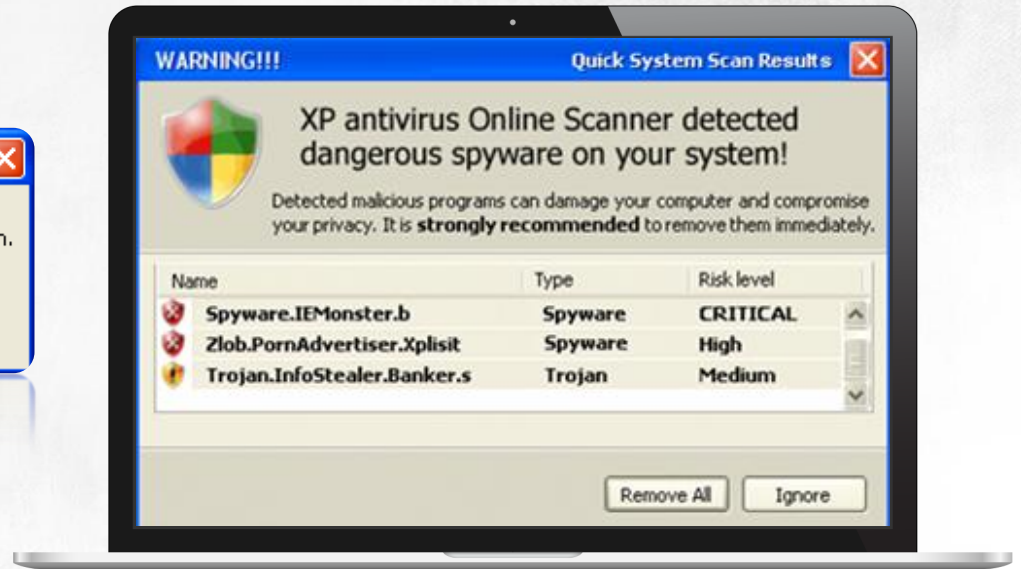 WARNING!!! Quick System Scan Results
XP antivirus Online Scanner detected
dangerous spyware on your system!
Detected malicious programs can damage your computer and compromise
your privacy. It is strongly recommended to remove them immediately.
Name Type Risk level
Spyware.IEMonster.b Spyware CRITICAL
Zlob.PornAdvertiser.Xplisit Spyware High
Trojan.InfoStealer.Banker.s Trojan Medium
Remove All Ignore